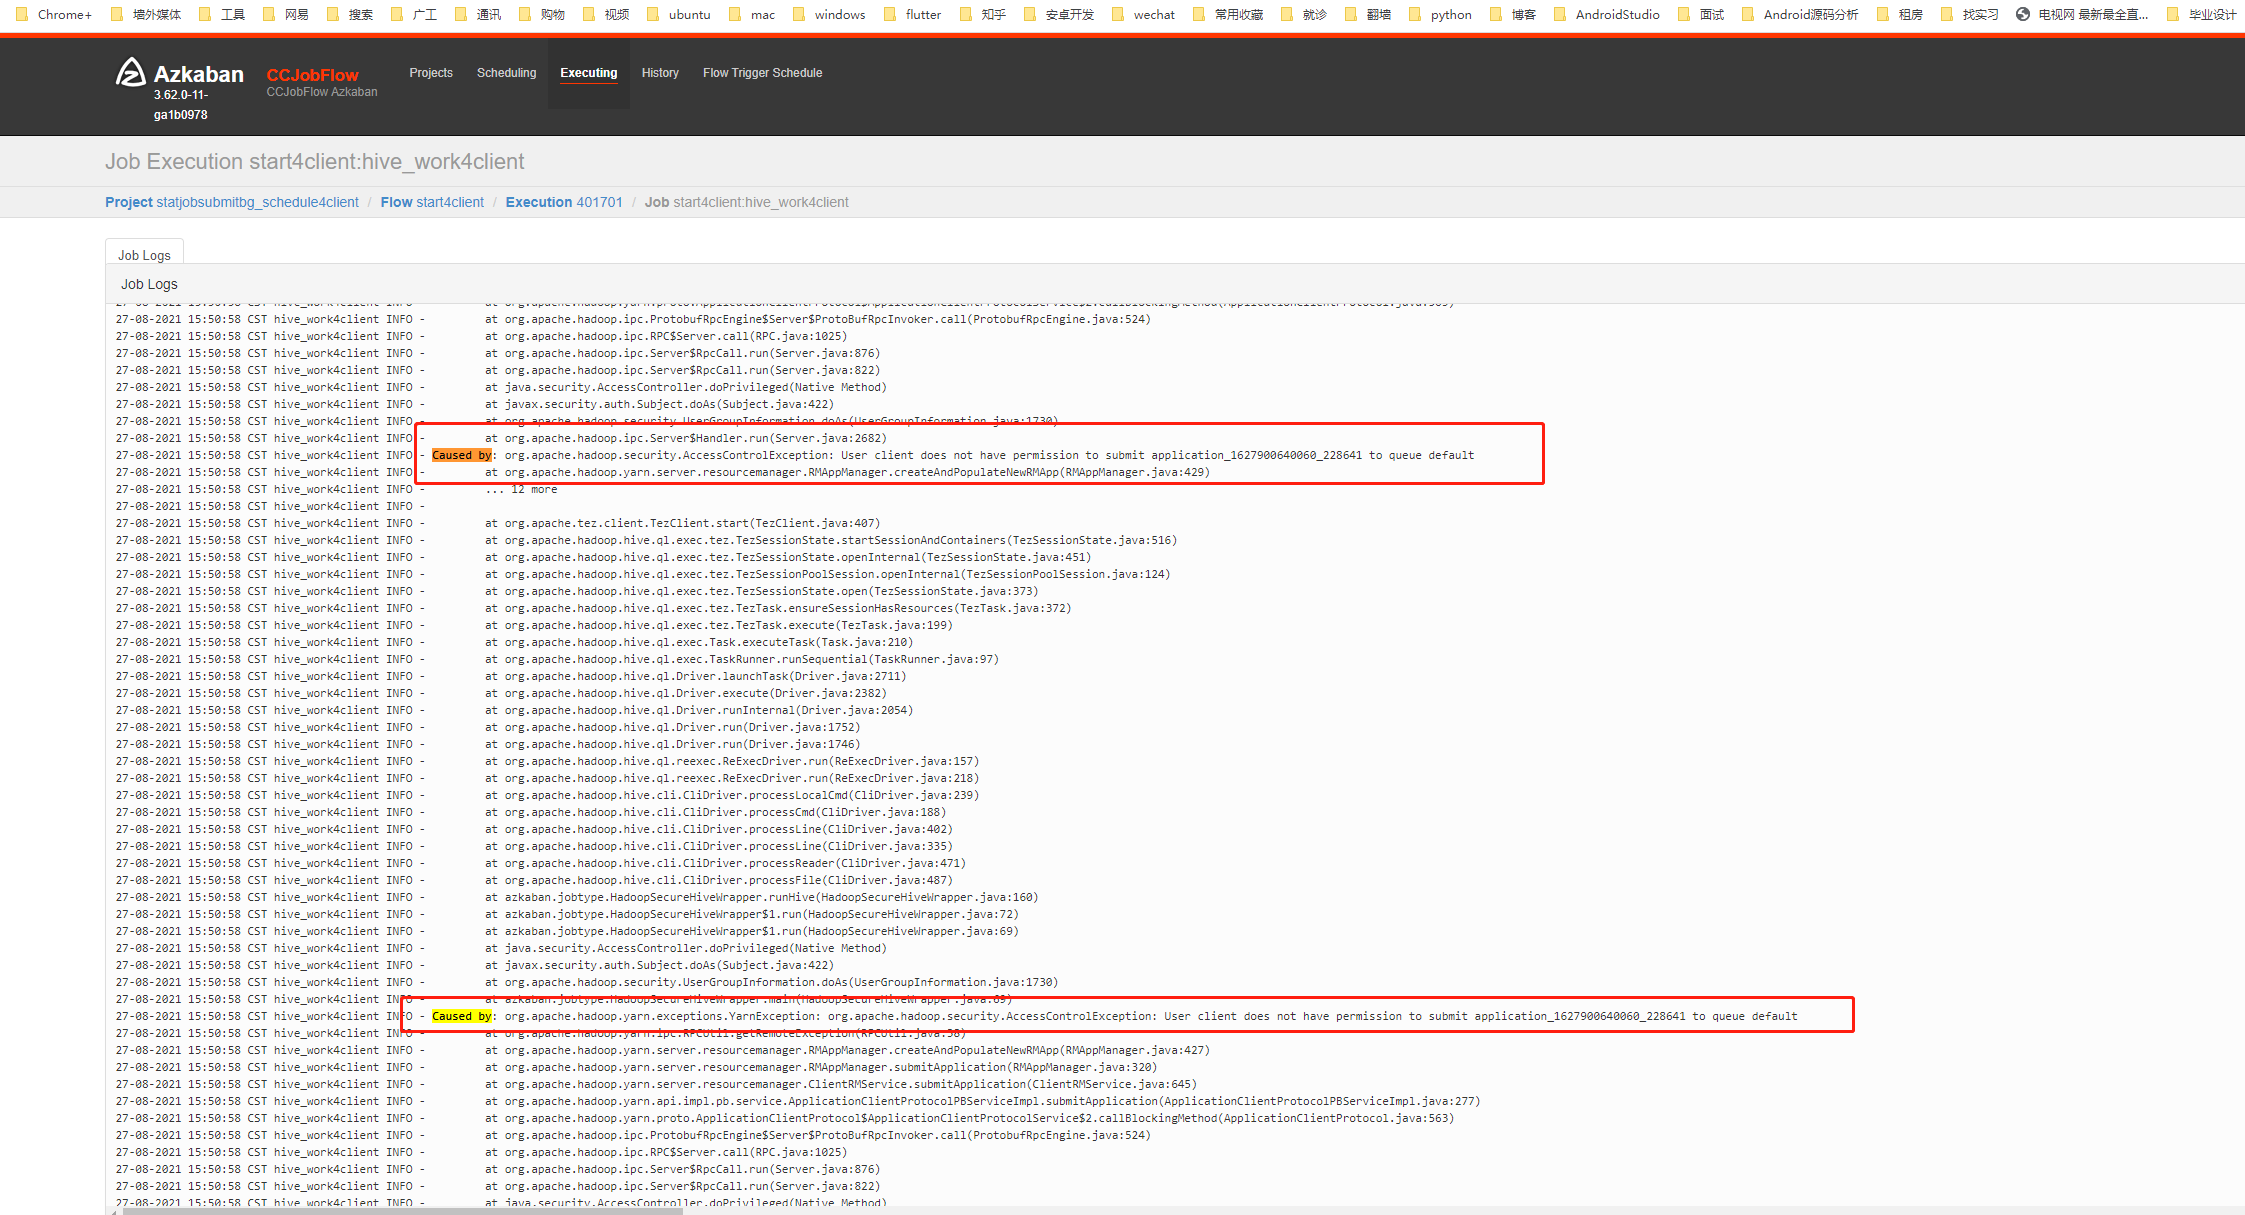 Chrome+ 墙外媒体 工具 网易 搜索 广工 通讯 购物 视频 ubuntu mac windows flutter 知乎 安卓开发 wechat 常用收藏 就诊 翻墙 python 博客 AndroidStudio 面试 Android源码分析 租房 找实习 电视网 最新最全直... 毕业设计
Azkaban
3.62.0-11-
ga1b0978
CCJobFlow
CCJobFlow Azkaban
Projects Scheduling Executing History Flow Trigger Schedule
Job Execution start4client:hive_work4client
Project statjobsubmitbg_schedule4client / Flow start4client / Execution 401701 / Job start4client:hive_work4client
Job Logs
Job Logs
27-08-2021 15:50:58 CST hive_work4client INFO - at org.apache.hadoop.yarn.proto.ApplicationClientProtocol$ApplicationClientProtocolService$2.callBlockingMethod(ApplicationClientProtocol.java:563)
27-08-2021 15:50:58 CST hive_work4client INFO - at org.apache.hadoop.ipc.ProtobufRpcEngine$Server$ProtoBufRpcInvoker.call(ProtobufRpcEngine.java:524)
27-08-2021 15:50:58 CST hive_work4client INFO - at org.apache.hadoop.ipc.RPC$Server.call(RPC.java:1025)
27-08-2021 15:50:58 CST hive_work4client INFO - at org.apache.hadoop.ipc.Server$RpcCall.run(Server.java:876)
27-08-2021 15:50:58 CST hive_work4client INFO - at org.apache.hadoop.ipc.Server$RpcCall.run(Server.java:822)
27-08-2021 15:50:58 CST hive_work4client INFO - at java.security.AccessController.doPrivileged(Native Method)
27-08-2021 15:50:58 CST hive_work4client INFO - at javax.security.auth.Subject.doAs(Subject.java:422)
27-08-2021 15:50:58 CST hive_work4client INFO - at org.apache.hadoop.security.UserGroupInformation.doAs(UserGroupInformation.java:1730)
27-08-2021 15:50:58 CST hive_work4client INFO - at org.apache.hadoop.ipc.Server$Handler.run(Server.java:2682)
27-08-2021 15:50:58 CST hive_work4client INFO - Caused by: org.apache.hadoop.security.AccessControlException: User client does not have permission to submit application_1627900640060_228641 to queue default
27-08-2021 15:50:58 CST hive_work4client INFO - at org.apache.hadoop.yarn.server.resourcemanager.RMAppManager.createAndPopulateNewRMApp(RMAppManager.java:429)
27-08-2021 15:50:58 CST hive_work4client INFO - ... 12 more
27-08-2021 15:50:58 CST hive_work4client INFO -
27-08-2021 15:50:58 CST hive_work4client INFO - at org.apache.tez.client.TezClient.start(TezClient.java:407)
27-08-2021 15:50:58 CST hive_work4client INFO - at org.apache.hadoop.hive.ql.exec.tez.TezSessionState.startSessionAndContainers(TezSessionState.java:516)
27-08-2021 15:50:58 CST hive_work4client INFO - at org.apache.hadoop.hive.ql.exec.tez.TezSessionState.openInternal(TezSessionState.java:451)
27-08-2021 15:50:58 CST hive_work4client INFO - at org.apache.hadoop.hive.ql.exec.tez.TezSessionPoolSession.openInternal(TezSessionPoolSession.java:124)
27-08-2021 15:50:58 CST hive_work4client INFO - at org.apache.hadoop.hive.ql.exec.tez.TezSessionState.open(TezSessionState.java:373)
27-08-2021 15:50:58 CST hive_work4client INFO - at org.apache.hadoop.hive.ql.exec.tez.TezTask.ensureSessionHasResources(TezTask.java:372)
27-08-2021 15:50:58 CST hive_work4client INFO - at org.apache.hadoop.hive.ql.exec.tez.TezTask.execute(TezTask.java:199)
27-08-2021 15:50:58 CST hive_work4client INFO - at org.apache.hadoop.hive.ql.exec.Task.executeTask(Task.java:210)
27-08-2021 15:50:58 CST hive_work4client INFO - at org.apache.hadoop.hive.ql.exec.TaskRunner.runSequential(TaskRunner.java:97)
27-08-2021 15:50:58 CST hive_work4client INFO - at org.apache.hadoop.hive.ql.Driver.launchTask(Driver.java:2711)
27-08-2021 15:50:58 CST hive_work4client INFO - at org.apache.hadoop.hive.ql.Driver.execute(Driver.java:2382)
27-08-2021 15:50:58 CST hive_work4client INFO - at org.apache.hadoop.hive.ql.Driver.runInternal(Driver.java:2054)
27-08-2021 15:50:58 CST hive_work4client INFO - at org.apache.hadoop.hive.ql.Driver.run(Driver.java:1752)
27-08-2021 15:50:58 CST hive_work4client INFO - at org.apache.hadoop.hive.ql.Driver.run(Driver.java:1746)
27-08-2021 15:50:58 CST hive_work4client INFO - at org.apache.hadoop.hive.ql.reexec.ReExecDriver.run(ReExecDriver.java:157)
27-08-2021 15:50:58 CST hive_work4client INFO - at org.apache.hadoop.hive.ql.reexec.ReExecDriver.run(ReExecDriver.java:218)
27-08-2021 15:50:58 CST hive_work4client INFO - at org.apache.hadoop.hive.cli.CliDriver.processLocalCmd(CliDriver.java:239)
27-08-2021 15:50:58 CST hive_work4client INFO - at org.apache.hadoop.hive.cli.CliDriver.processCmd(CliDriver.java:188)
27-08-2021 15:50:58 CST hive_work4client INFO - at org.apache.hadoop.hive.cli.CliDriver.processLine(CliDriver.java:402)
27-08-2021 15:50:58 CST hive_work4client INFO - at org.apache.hadoop.hive.cli.CliDriver.processLine(CliDriver.java:335)
27-08-2021 15:50:58 CST hive_work4client INFO - at org.apache.hadoop.hive.cli.CliDriver.processReader(CliDriver.java:471)
27-08-2021 15:50:58 CST hive_work4client INFO - at org.apache.hadoop.hive.cli.CliDriver.processFile(CliDriver.java:487)
27-08-2021 15:50:58 CST hive_work4client INFO - at azkaban.jobtype.HadoopSecureHiveWrapper.runHive(HadoopSecureHiveWrapper.java:160)
27-08-2021 15:50:58 CST hive_work4client INFO - at azkaban.jobtype.HadoopSecureHiveWrapper$1.run(HadoopSecureHiveWrapper.java:72)
27-08-2021 15:50:58 CST hive_work4client INFO - at azkaban.jobtype.HadoopSecureHiveWrapper$1.run(HadoopSecureHiveWrapper.java:69)
27-08-2021 15:50:58 CST hive_work4client INFO - at java.security.AccessController.doPrivileged(Native Method)
27-08-2021 15:50:58 CST hive_work4client INFO - at javax.security.auth.Subject.doAs(Subject.java:422)
27-08-2021 15:50:58 CST hive_work4client INFO - at org.apache.hadoop.security.UserGroupInformation.doAs(UserGroupInformation.java:1730)
27-08-2021 15:50:58 CST hive_work4client INFO - at azkaban.jobtype.HadoopSecureHiveWrapper.main(HadoopSecureHiveWrapper.java:69)
27-08-2021 15:50:58 CST hive_work4client INFO - Caused by: org.apache.hadoop.yarn.exceptions.YarnException: org.apache.hadoop.security.AccessControlException: User client does not have permission to submit application_1627900640060_228641 to queue default
27-08-2021 15:50:58 CST hive_work4client INFO - at org.apache.hadoop.yarn.ipc.RPCUtil.getRemoteException(RPCUtil.java:38)
27-08-2021 15:50:58 CST hive_work4client INFO - at org.apache.hadoop.yarn.server.resourcemanager.RMAppManager.createAndPopulateNewRMApp(RMAppManager.java:427)
27-08-2021 15:50:58 CST hive_work4client INFO - at org.apache.hadoop.yarn.server.resourcemanager.RMAppManager.submitApplication(RMAppManager.java:320)
27-08-2021 15:50:58 CST hive_work4client INFO - at org.apache.hadoop.yarn.server.resourcemanager.ClientRMService.submitApplication(ClientRMService.java:645)
27-08-2021 15:50:58 CST hive_work4client INFO - at org.apache.hadoop.yarn.api.impl.pb.service.ApplicationClientProtocolPBServiceImpl.submitApplication(ApplicationClientProtocolPBServiceImpl.java:277)
27-08-2021 15:50:58 CST hive_work4client INFO - at org.apache.hadoop.yarn.proto.ApplicationClientProtocol$ApplicationClientProtocolService$2.callBlockingMethod(ApplicationClientProtocol.java:563)
27-08-2021 15:50:58 CST hive_work4client INFO - at org.apache.hadoop.ipc.ProtobufRpcEngine$Server$ProtoBufRpcInvoker.call(ProtobufRpcEngine.java:524)
27-08-2021 15:50:58 CST hive_work4client INFO - at org.apache.hadoop.ipc.RPC$Server.call(RPC.java:1025)
27-08-2021 15:50:58 CST hive_work4client INFO - at org.apache.hadoop.ipc.Server$RpcCall.run(Server.java:876)
27-08-2021 15:50:58 CST hive_work4client INFO - at org.apache.hadoop.ipc.Server$RpcCall.run(Server.java:822)
27-08-2021 15:50:58 CST hive_work4client INFO - at java.security.AccessController.doPrivileged(Native Method)